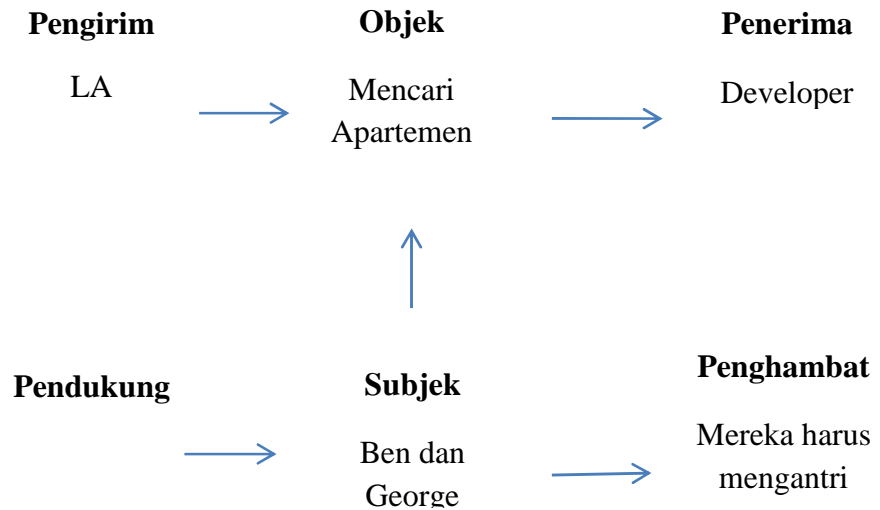 Pengirim
Objek
Penerima
LA
Mencari
Apartemen
Developer
Pendukung
Subjek
Penghambat
Ben dan
George
Mereka harus
mengantri